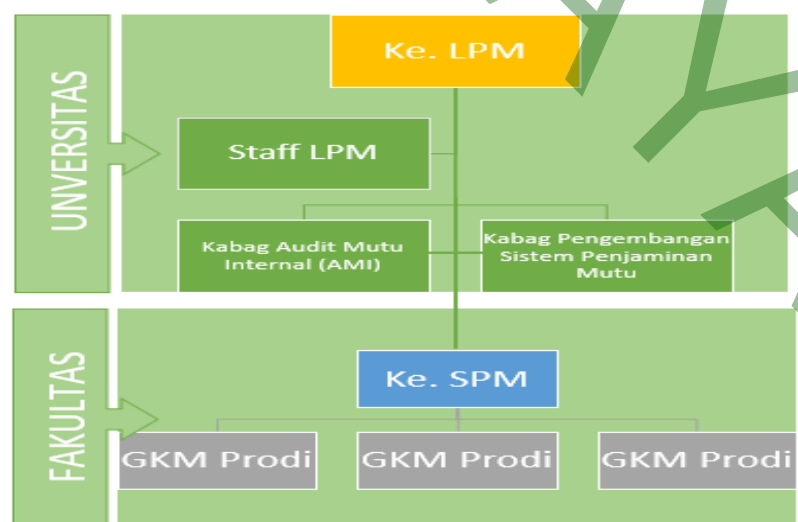 UNVERSITAS
Ke. LPM
Staff LPM
Kabag Audit Mutu
Internal (AMI)
Kabag Pengembangan
Sistem Penjaminan
Mutu
FAKULTAS
Ke. SPM
GKM Prodi
GKM Prodi
GKM Prodi